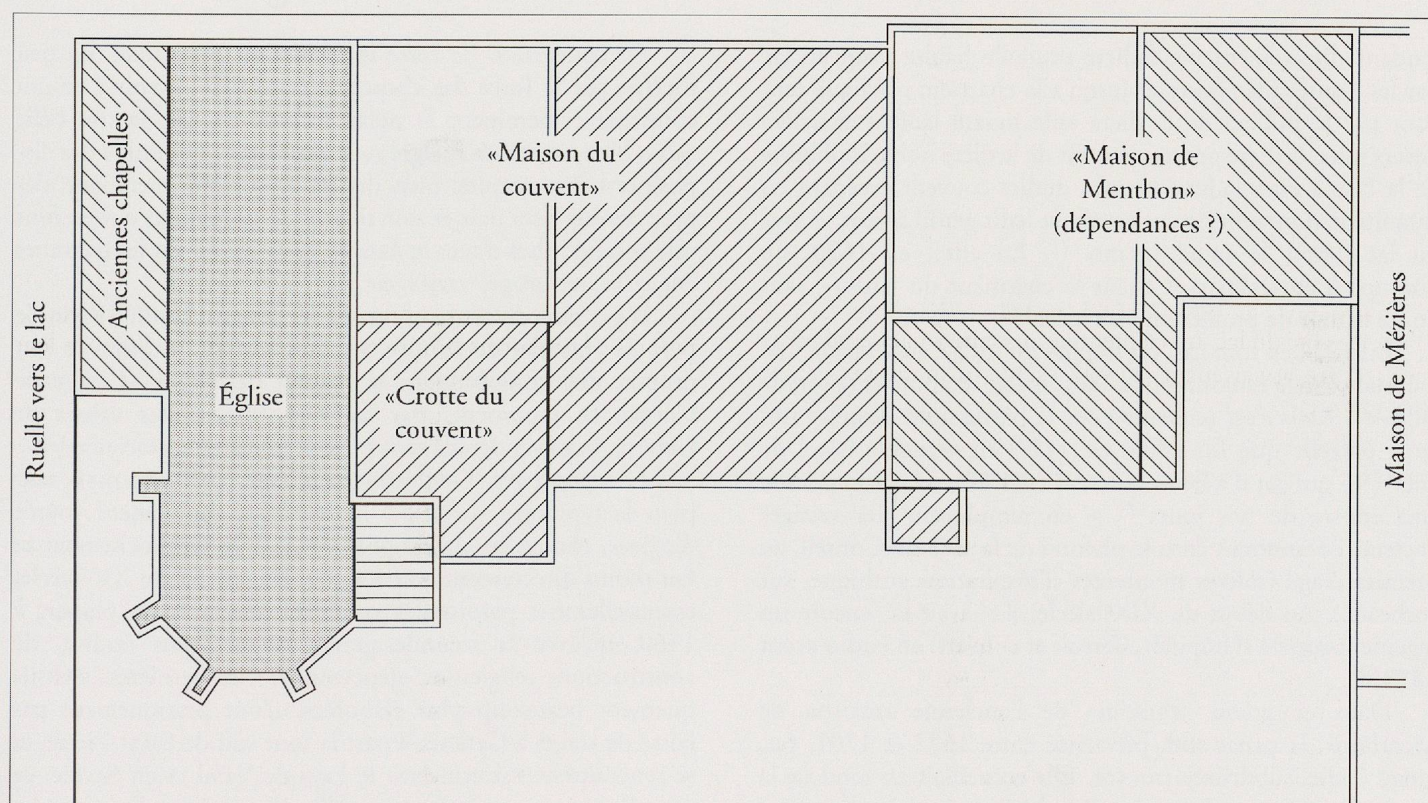 Ruelle vers le lac
Anciennes chapelles
Église
«Maison du
couvent»
«Crotte du
couvent»
«Maison de
Menthon»
(dépendances ?)
Maison de Mézières